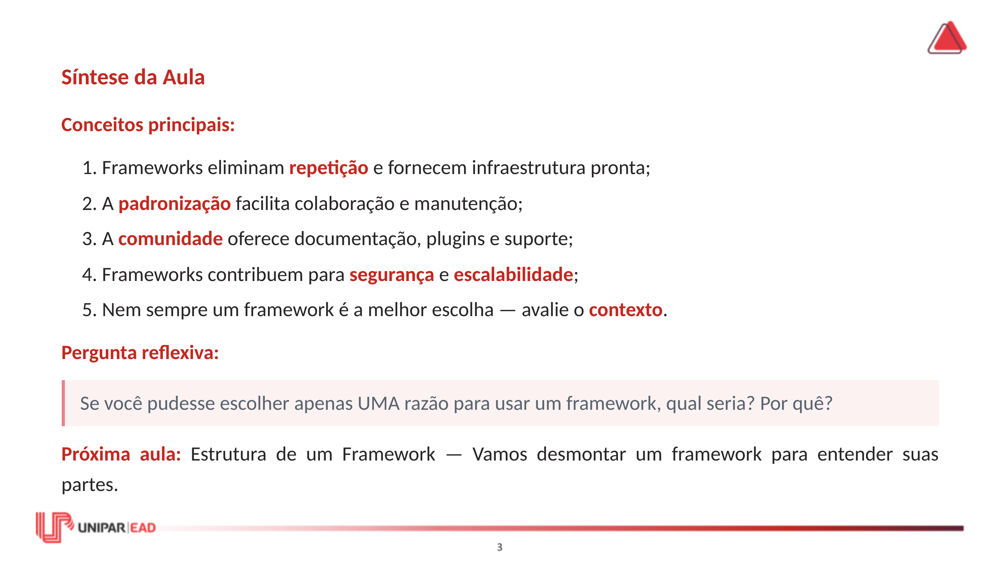 Síntese da Aula
Conceitos principais:
1. Frameworks eliminam repetição e fornecem infraestrutura pronta;
2. A padronização facilita colaboração e manutenção;
3. A comunidade oferece documentação, plugins e suporte;
4. Frameworks contribuem para segurança e escalabilidade;
5. Nem sempre um framework é a melhor escolha — avalie o contexto.
Pergunta reflexiva:
Se você pudesse escolher apenas UMA razão para usar um framework, qual seria? Por quê?
Próxima aula: Estrutura de um Framework — Vamos desmontar um framework para entender suas
partes.
UNIPAR|EAD
3